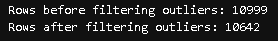 Rows before filtering outliers: 10999
Rows after filtering outliers: 10642